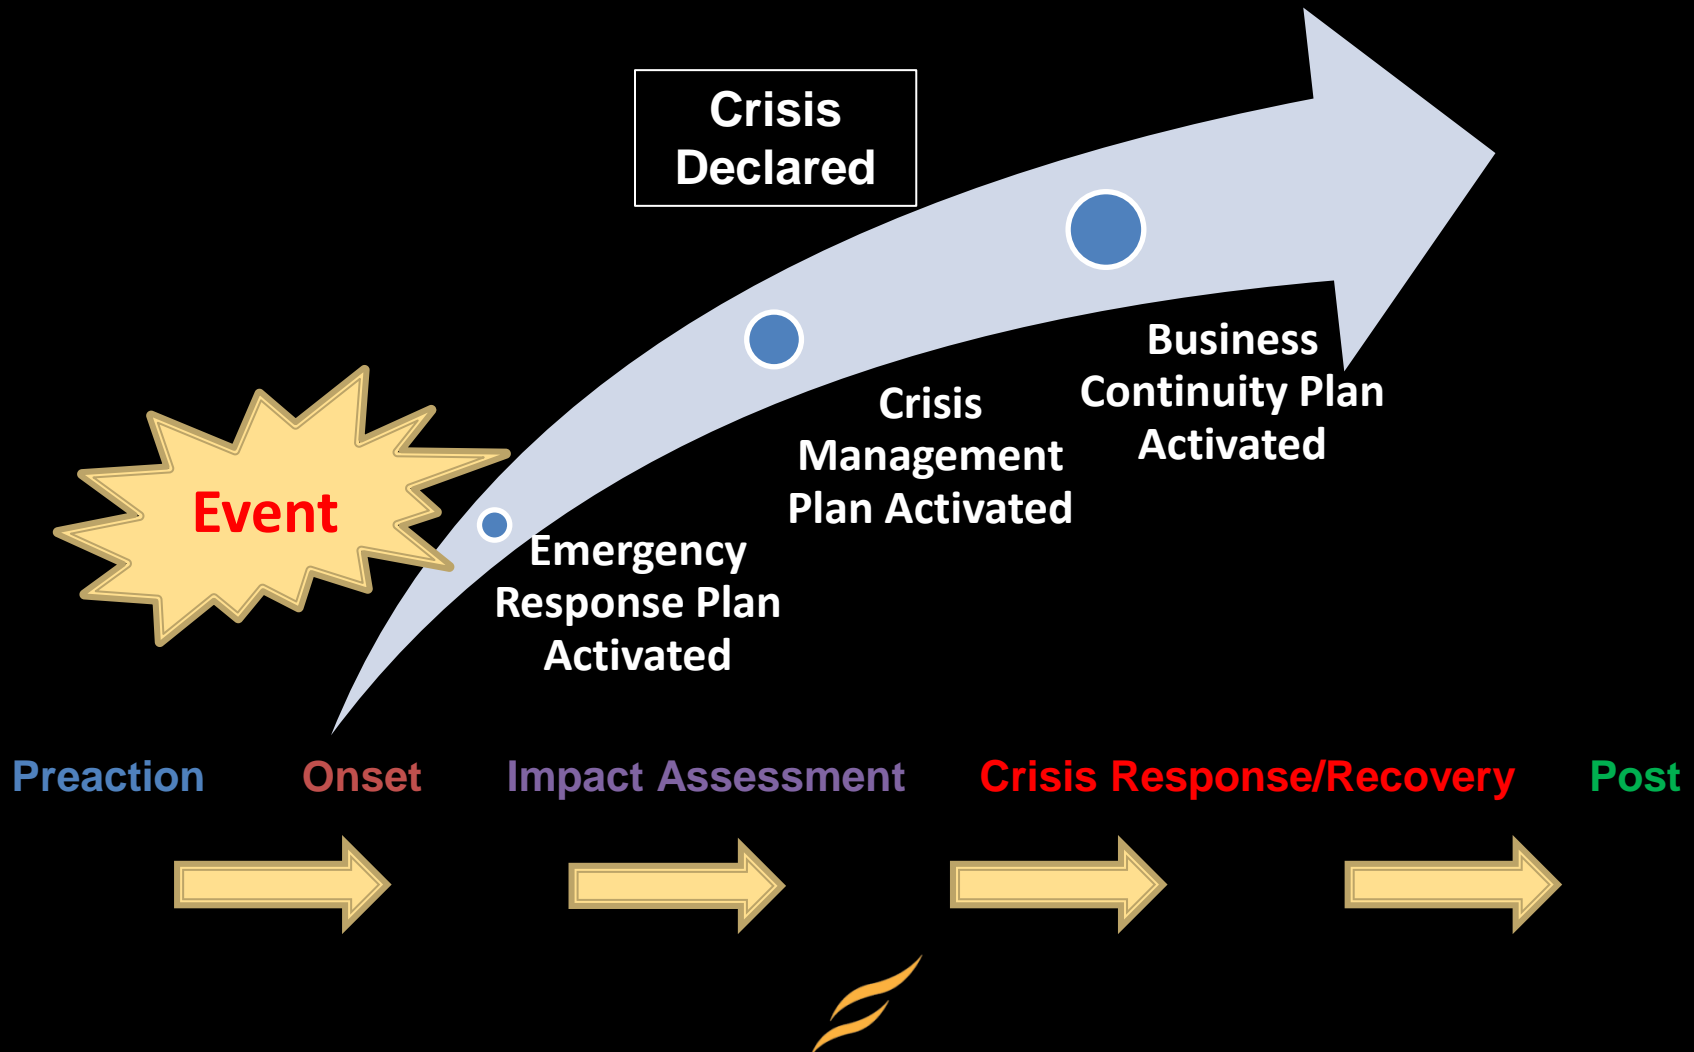 Crisis
Declared
Event
Emergency
Response Plan
Activated
Crisis
Management
Plan Activated
Business
Continuity Plan
Activated
Preaction Onset Impact Assessment Crisis Response/Recovery Post